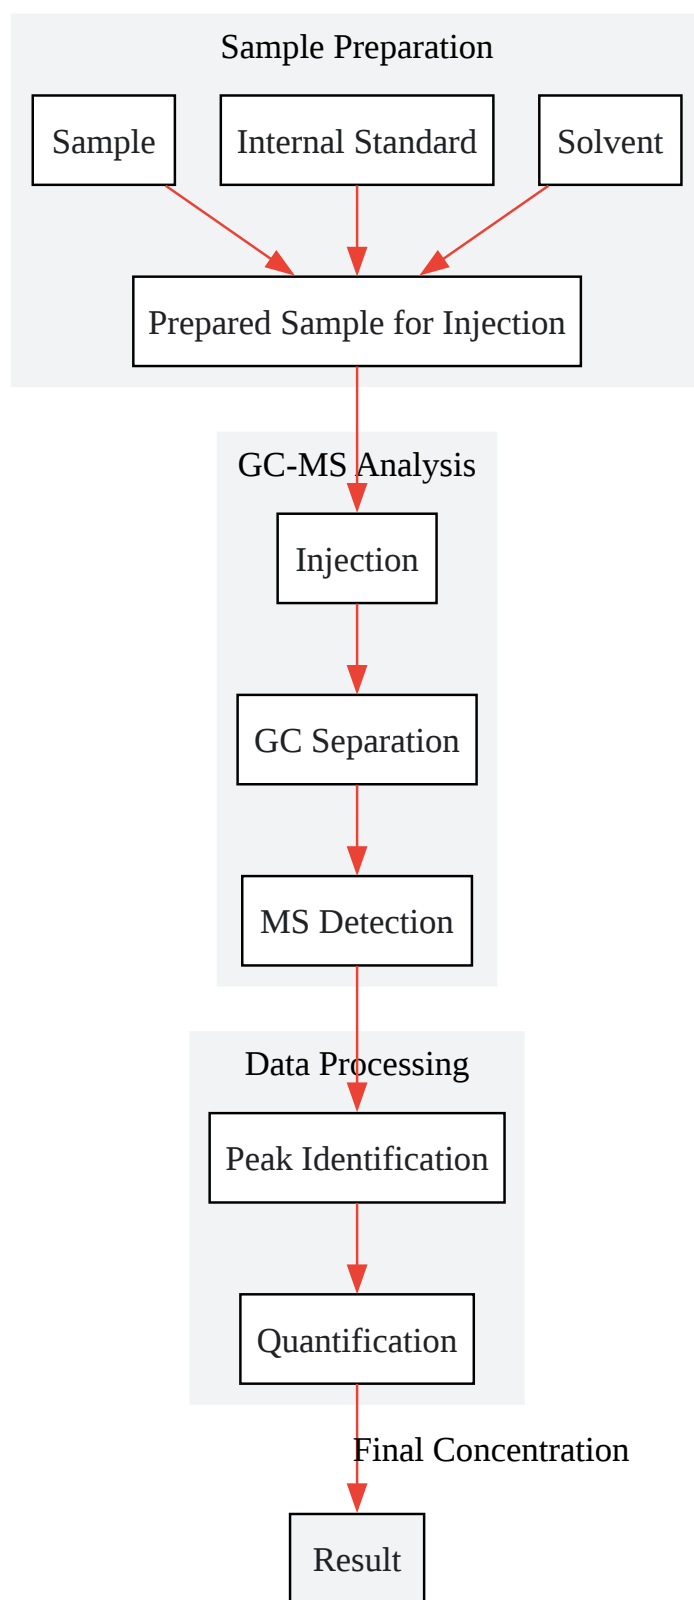 Sample Preparation
Sample
Internal Standard
Solvent
Prepared Sample for Injection
GC-MS Analysis
Injection
GC Separation
MS Detection
Data Processing
Peak Identification
Quantification
Final Concentration
Result